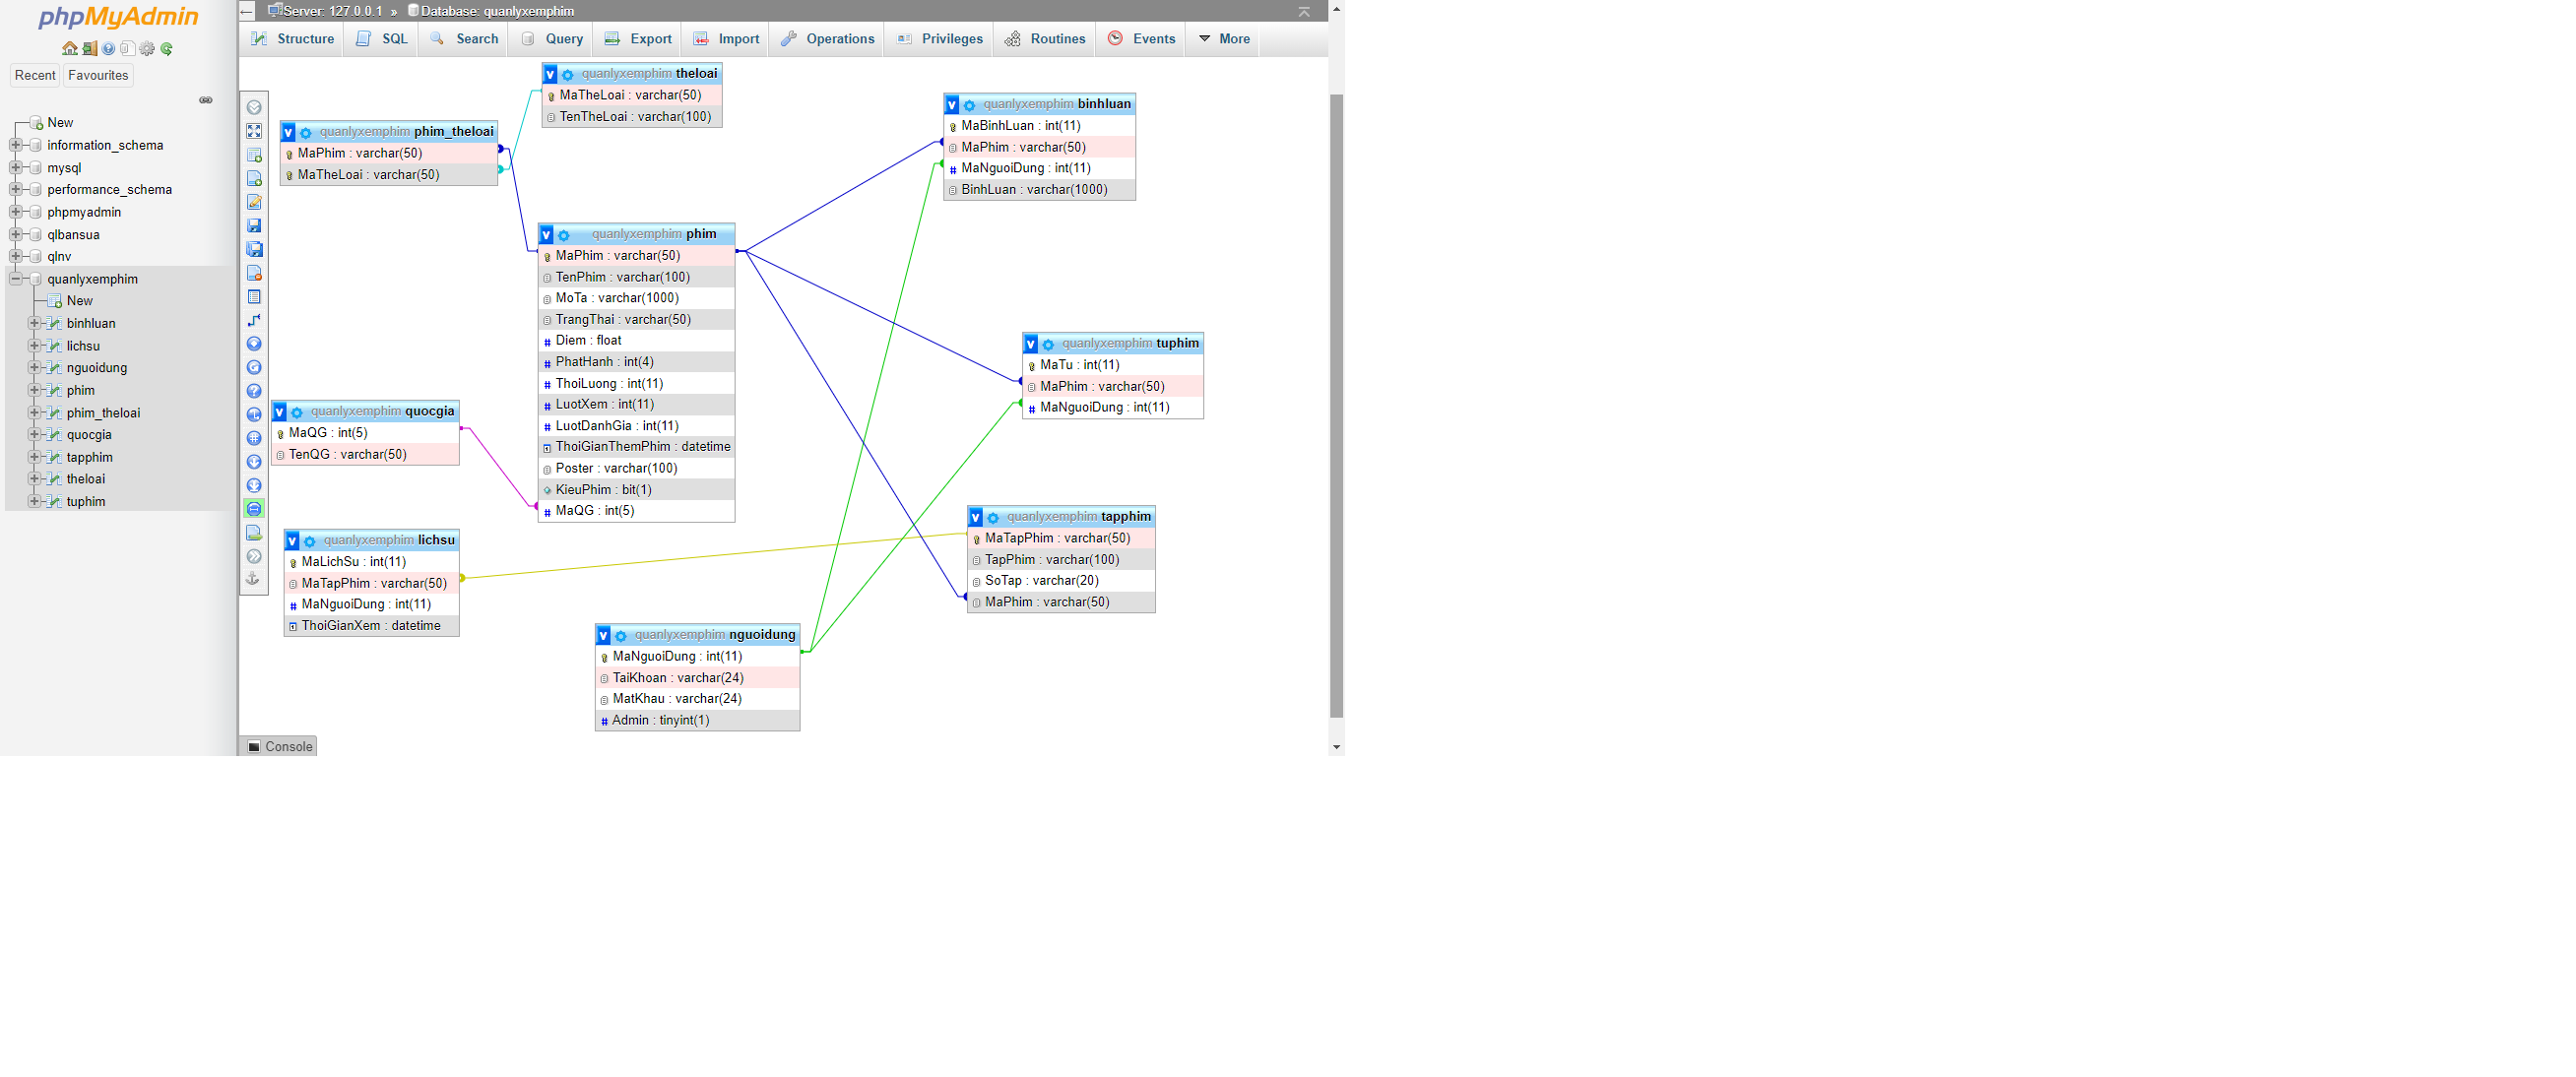 phpMyAdmin
Recent
Favourites
New
information_schema
mysql
performance_schema
phpmyadmin
qlbansua
qlnv
quanlyxemphim
New
binhluan
lichsu
nguoidung
phim
phim_theloai
quocgia
tapphim
theloai
tuphim
Server: 127.0.0.1 » Database: quanlyxemphim
Structure
SQL
Search
Query
Export
Import
Operations
Privileges
Routines
Events
More
quanlyxemphim theloai
MaTheLoai : varchar(50)
TenTheLoai : varchar(100)
quanlyxemphim phim_theloai
MaPhim : varchar(50)
MaTheLoai : varchar(50)
quanlyxemphim binhluan
MaBinhLuan : int(11)
MaPhim : varchar(50)
MaNguoiDung : int(11)
BinhLuan : varchar(1000)
quanlyxemphim phim
MaPhim : varchar(50)
TenPhim : varchar(100)
MoTa : varchar(1000)
TrangThai : varchar(50)
Diem : float
PhatHanh : int(4)
ThoiLuong : int(11)
LuotXem : int(11)
LuotDanhGia : int(11)
ThoiGianThemPhim : datetime
Poster : varchar(100)
KieuPhim : bit(1)
MaQG : int(5)
quanlyxemphim tuphim
MaTu : int(11)
MaPhim : varchar(50)
MaNguoiDung : int(11)
quanlyxemphim quocgia
MaQG : int(5)
TenQG : varchar(50)
quanlyxemphim tapphim
MaTapPhim : varchar(50)
TapPhim : varchar(100)
SoTap : varchar(20)
MaPhim : varchar(50)
quanlyxemphim lichsu
MaLichSu : int(11)
MaTapPhim : varchar(50)
MaNguoiDung : int(11)
ThoiGianXem : datetime
quanlyxemphim nguoidung
MaNguoiDung : int(11)
TaiKhoan : varchar(24)
MatKhau : varchar(24)
Admin : tinyint(1)
Console